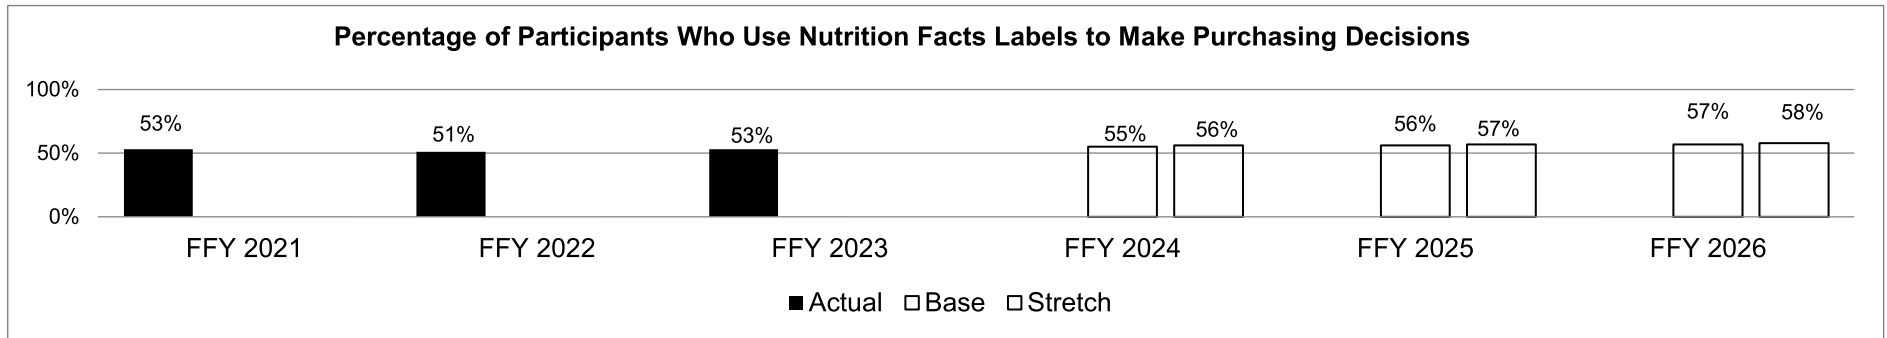 Percentage of Participants Who Use Nutrition Facts Labels to Make Purchasing Decisions
100%
53%
51%
53%
55%
56%
56%
57%
57%
58%
50%
0%
FFY 2021
FFY 2022
FFY 2023
FFY 2024
FFY 2025
FFY 2026
Actual
Base
Stretch